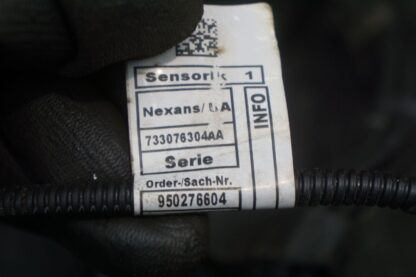 Sensorik 1
Nexans/
733076304AA
Serie
Order-/Sach-Nr.
950276604
INFO